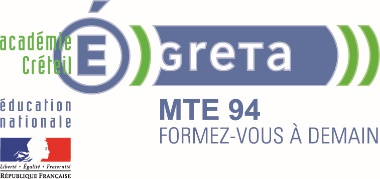 académie
Créteil
É
GRETA
éducation
nationale
MTE 94
FORMEZ-VOUS À DEMAIN
Liberté • Égalité • Fraternité
RÉPUBLIQUE FRANÇAISE